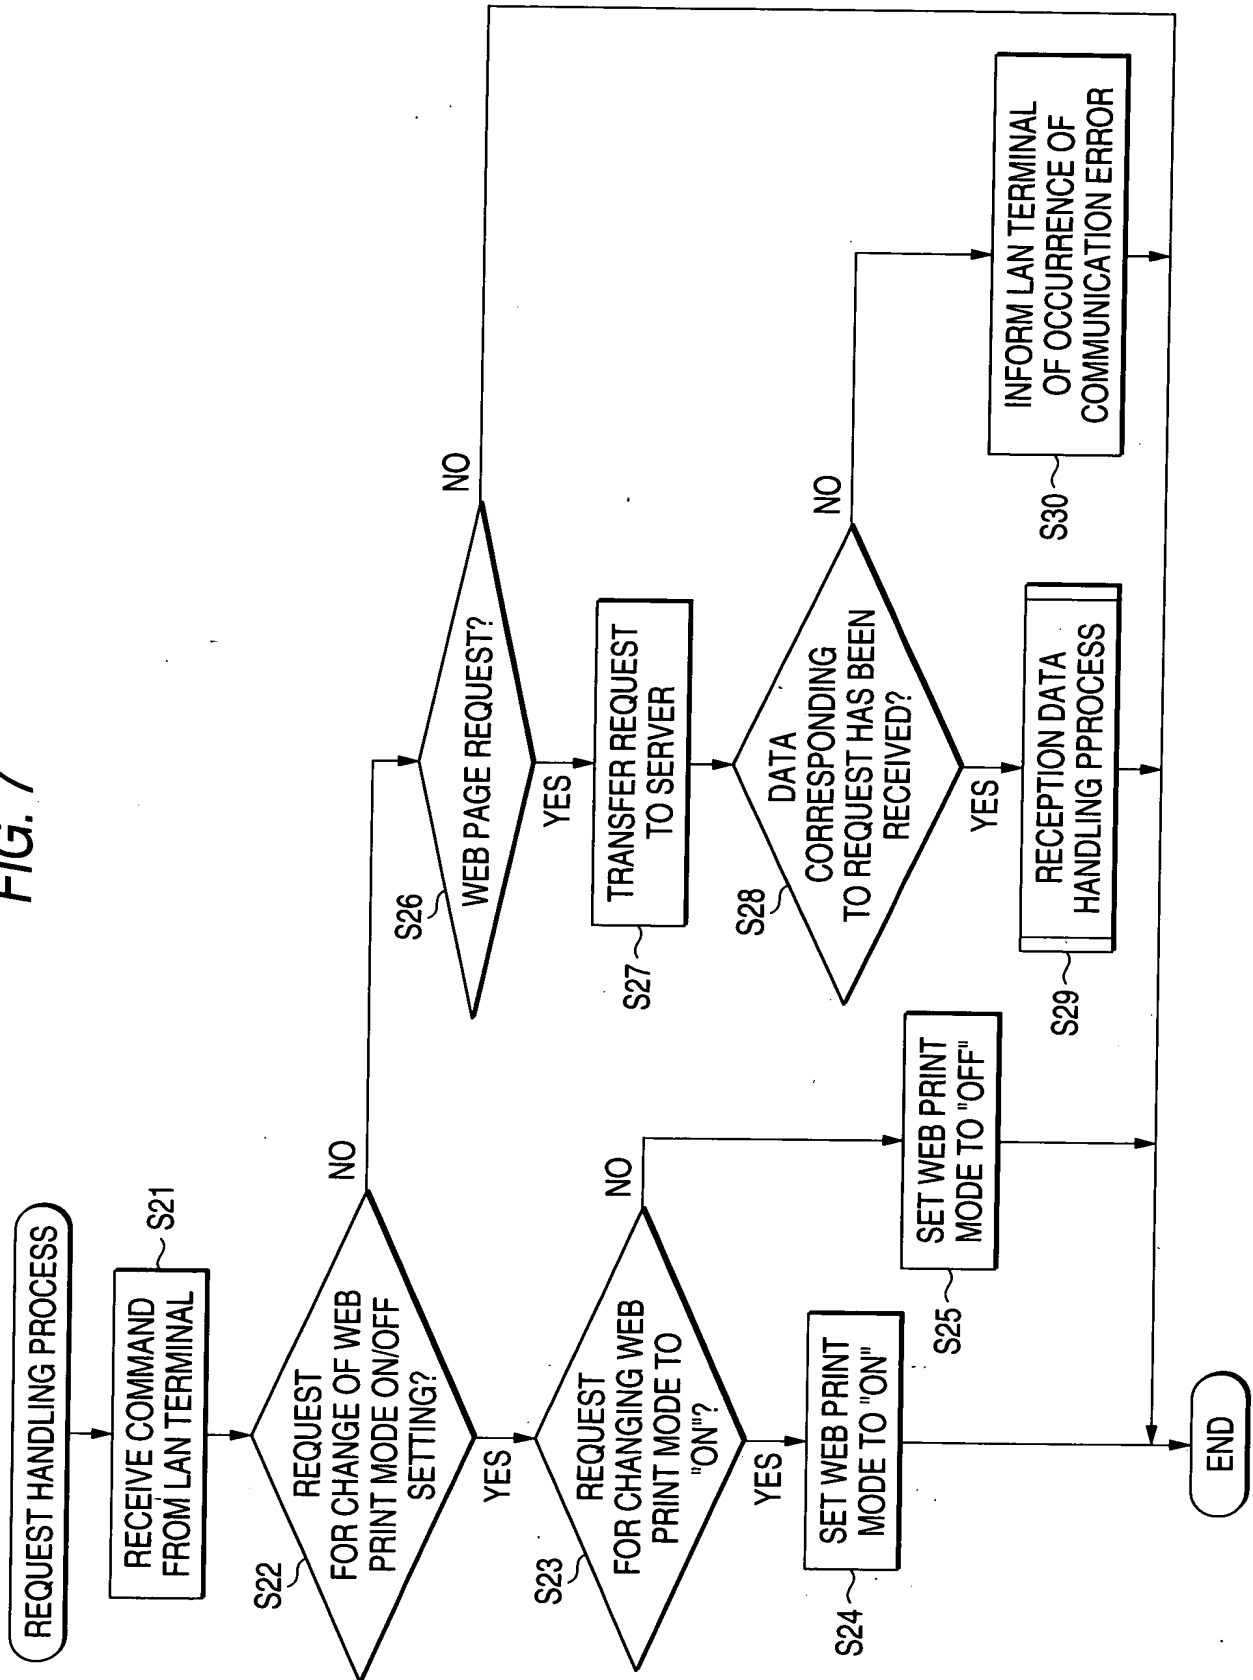 FIG. 7
REQUEST HANDLING PROCESS
S21
RECEIVE COMMAND
FROM LAN TERMINAL
S22
REQUEST
FOR CHANGE OF WEB
PRINT MODE ON/OFF
SETTING?
NO
YES
S23
REQUEST
FOR CHANGING WEB
PRINT MODE TO
"ON"?
NO
YES
S24
SET WEB PRINT
MODE TO "ON"
S25
SET WEB PRINT
MODE TO "OFF"
S26
WEB PAGE REQUEST?
NO
YES
S27
TRANSFER REQUEST
TO SERVER
S28
DATA
CORRESPONDING
TO REQUEST HAS BEEN
RECEIVED?
NO
YES
S29
RECEPTION DATA
HANDLING PPROCESS
S30
INFORM LAN TERMINAL
OF OCCURRENCE OF
COMMUNICATION ERROR
END